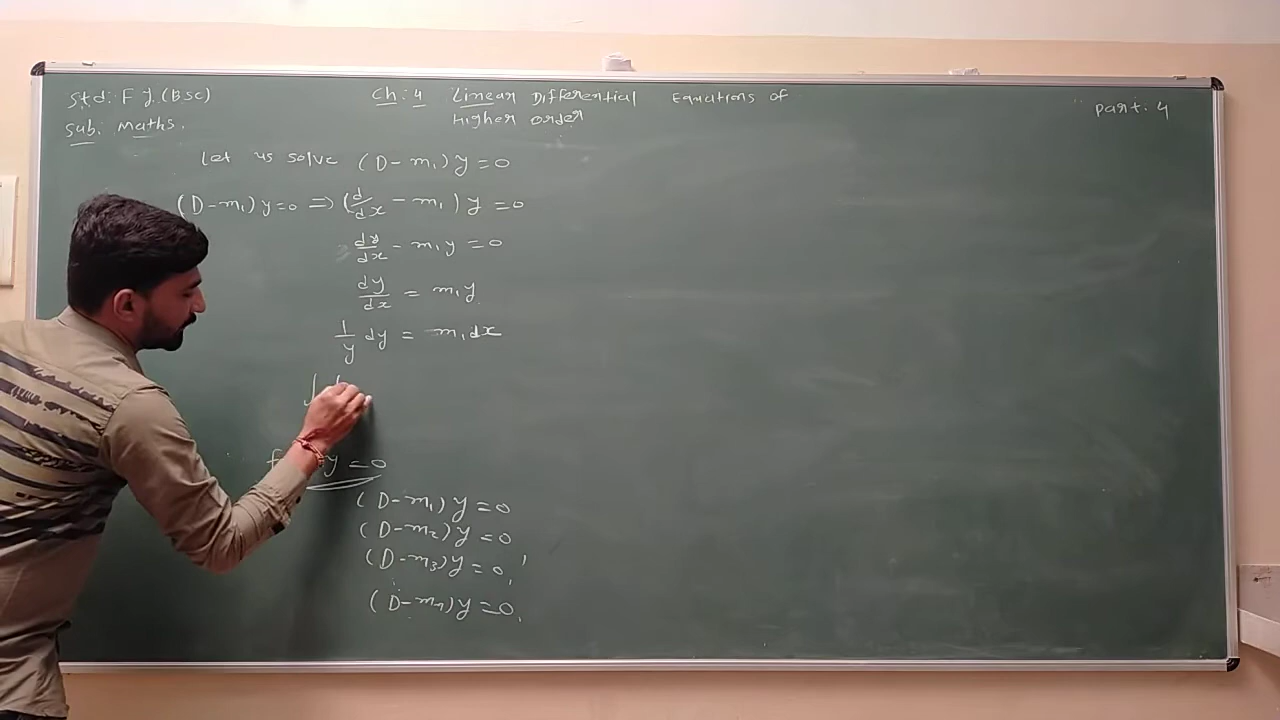 Std: F Y.(BSC)
Sub: Maths.
Ch: 4 Linear Differential Equations of
Higher order
Part: 4
Let us solve (D-m₁)y=0
(D-m₁)y=0 ⇒ (d/dx - m₁)y=0
dy/dx - m₁y = 0
dy/dx = m₁y
1/y dy = m₁dx
∫
y=0
(D-m₁)y=0
(D-m₂)y=0
(D-m₃)y=0,
(D-mₙ)y=0,